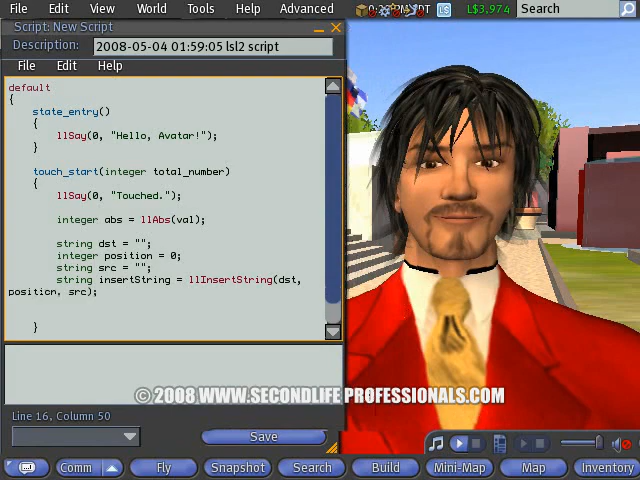 File Edit View World Tools Help Advanced
L$3,974 Search
Script: New Script
Description: 2008-05-04 01:59:05 lsl2 script
File Edit Help
default
{
state_entry()
{
llSay(0, "Hello, Avatar!");
}
touch_start(integer total_number)
{
llSay(0, "Touched.");
integer abs = llAbs(val);
string dst = "";
integer position = 0;
string src = "";
string insertString = llInsertString(dst,
position, src);
}
© 2008 WWW.SECONDLIFEPROFESSIONALS.COM
Line 16, Column 50
Save
Comm Fly Snapshot Search Build Mini-Map Map Inventory